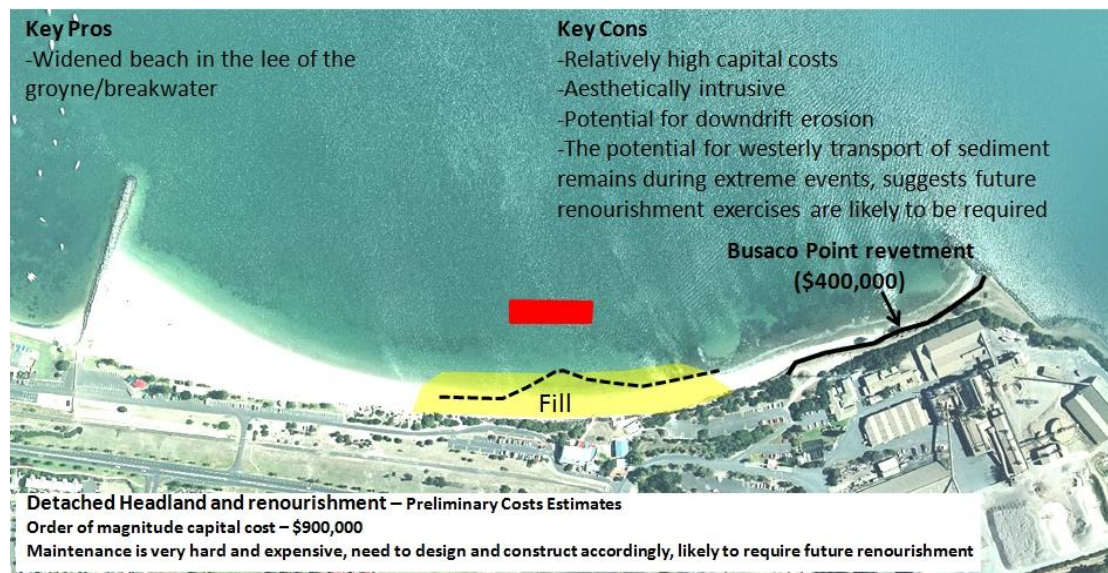 Key Pros
-Widened beach in the lee of the
groyne/breakwater
Key Cons
-Relatively high capital costs
-Aesthetically intrusive
-Potential for downdrift erosion
-The potential for westerly transport of sediment
remains during extreme events, suggests future
renourishment exercises are likely to be required
Busaco Point revetment
($400,000)
Fill
Detached Headland and renourishment – Preliminary Costs Estimates
Order of magnitude capital cost – $900,000
Maintenance is very hard and expensive, need to design and construct accordingly, likely to require future renourishment